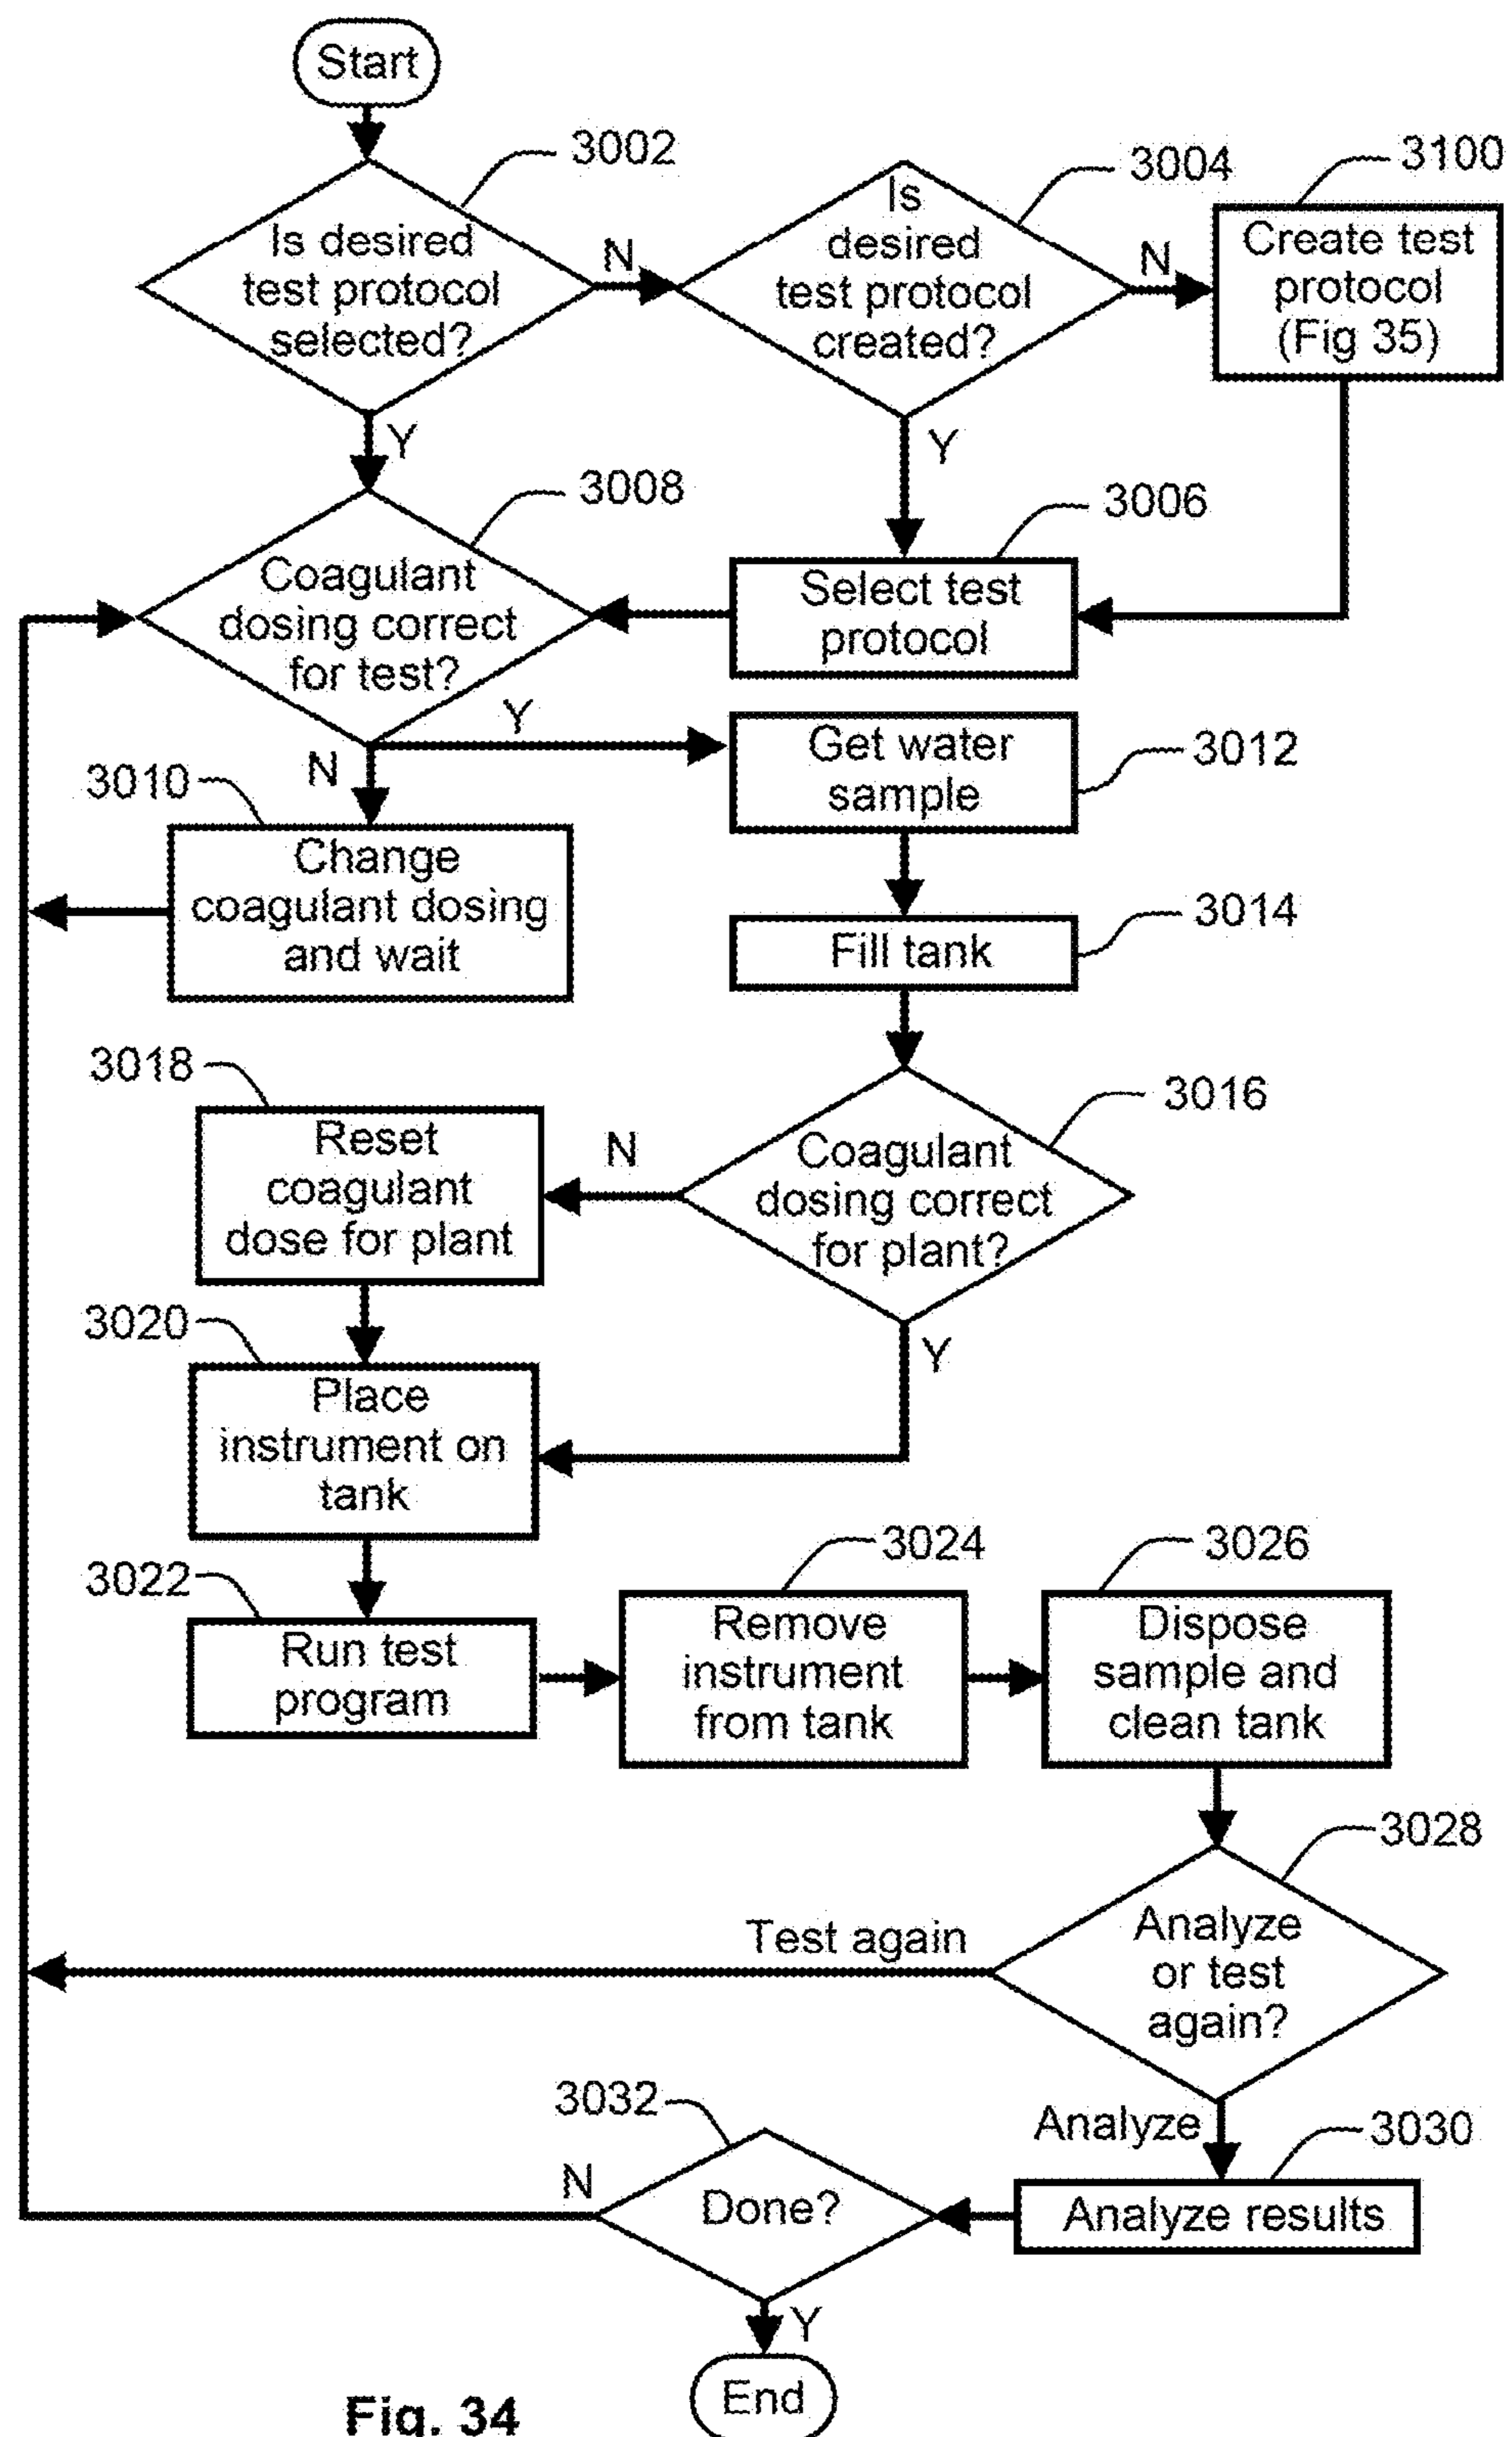 Start
3002
Is desired
test protocol
selected?
N
3004
Is
desired
test protocol
created?
N
3100
Create test
protocol
(Fig 35)
Y
Y
3008
Coagulant
dosing correct
for test?
3006
Select test
protocol
Y
N
3012
Get water
sample
3010
Change
coagulant dosing
and wait
3014
Fill tank
3018
Reset
coagulant
dose for plant
N
3016
Coagulant
dosing correct
for plant?
Y
3020
Place
instrument on
tank
3022
Run test
program
3024
Remove
instrument
from tank
3026
Dispose
sample and
clean tank
3028
Analyze
or test
again?
Test again
Analyze
3030
Analyze results
3032
Done?
N
Y
End
Fig. 34